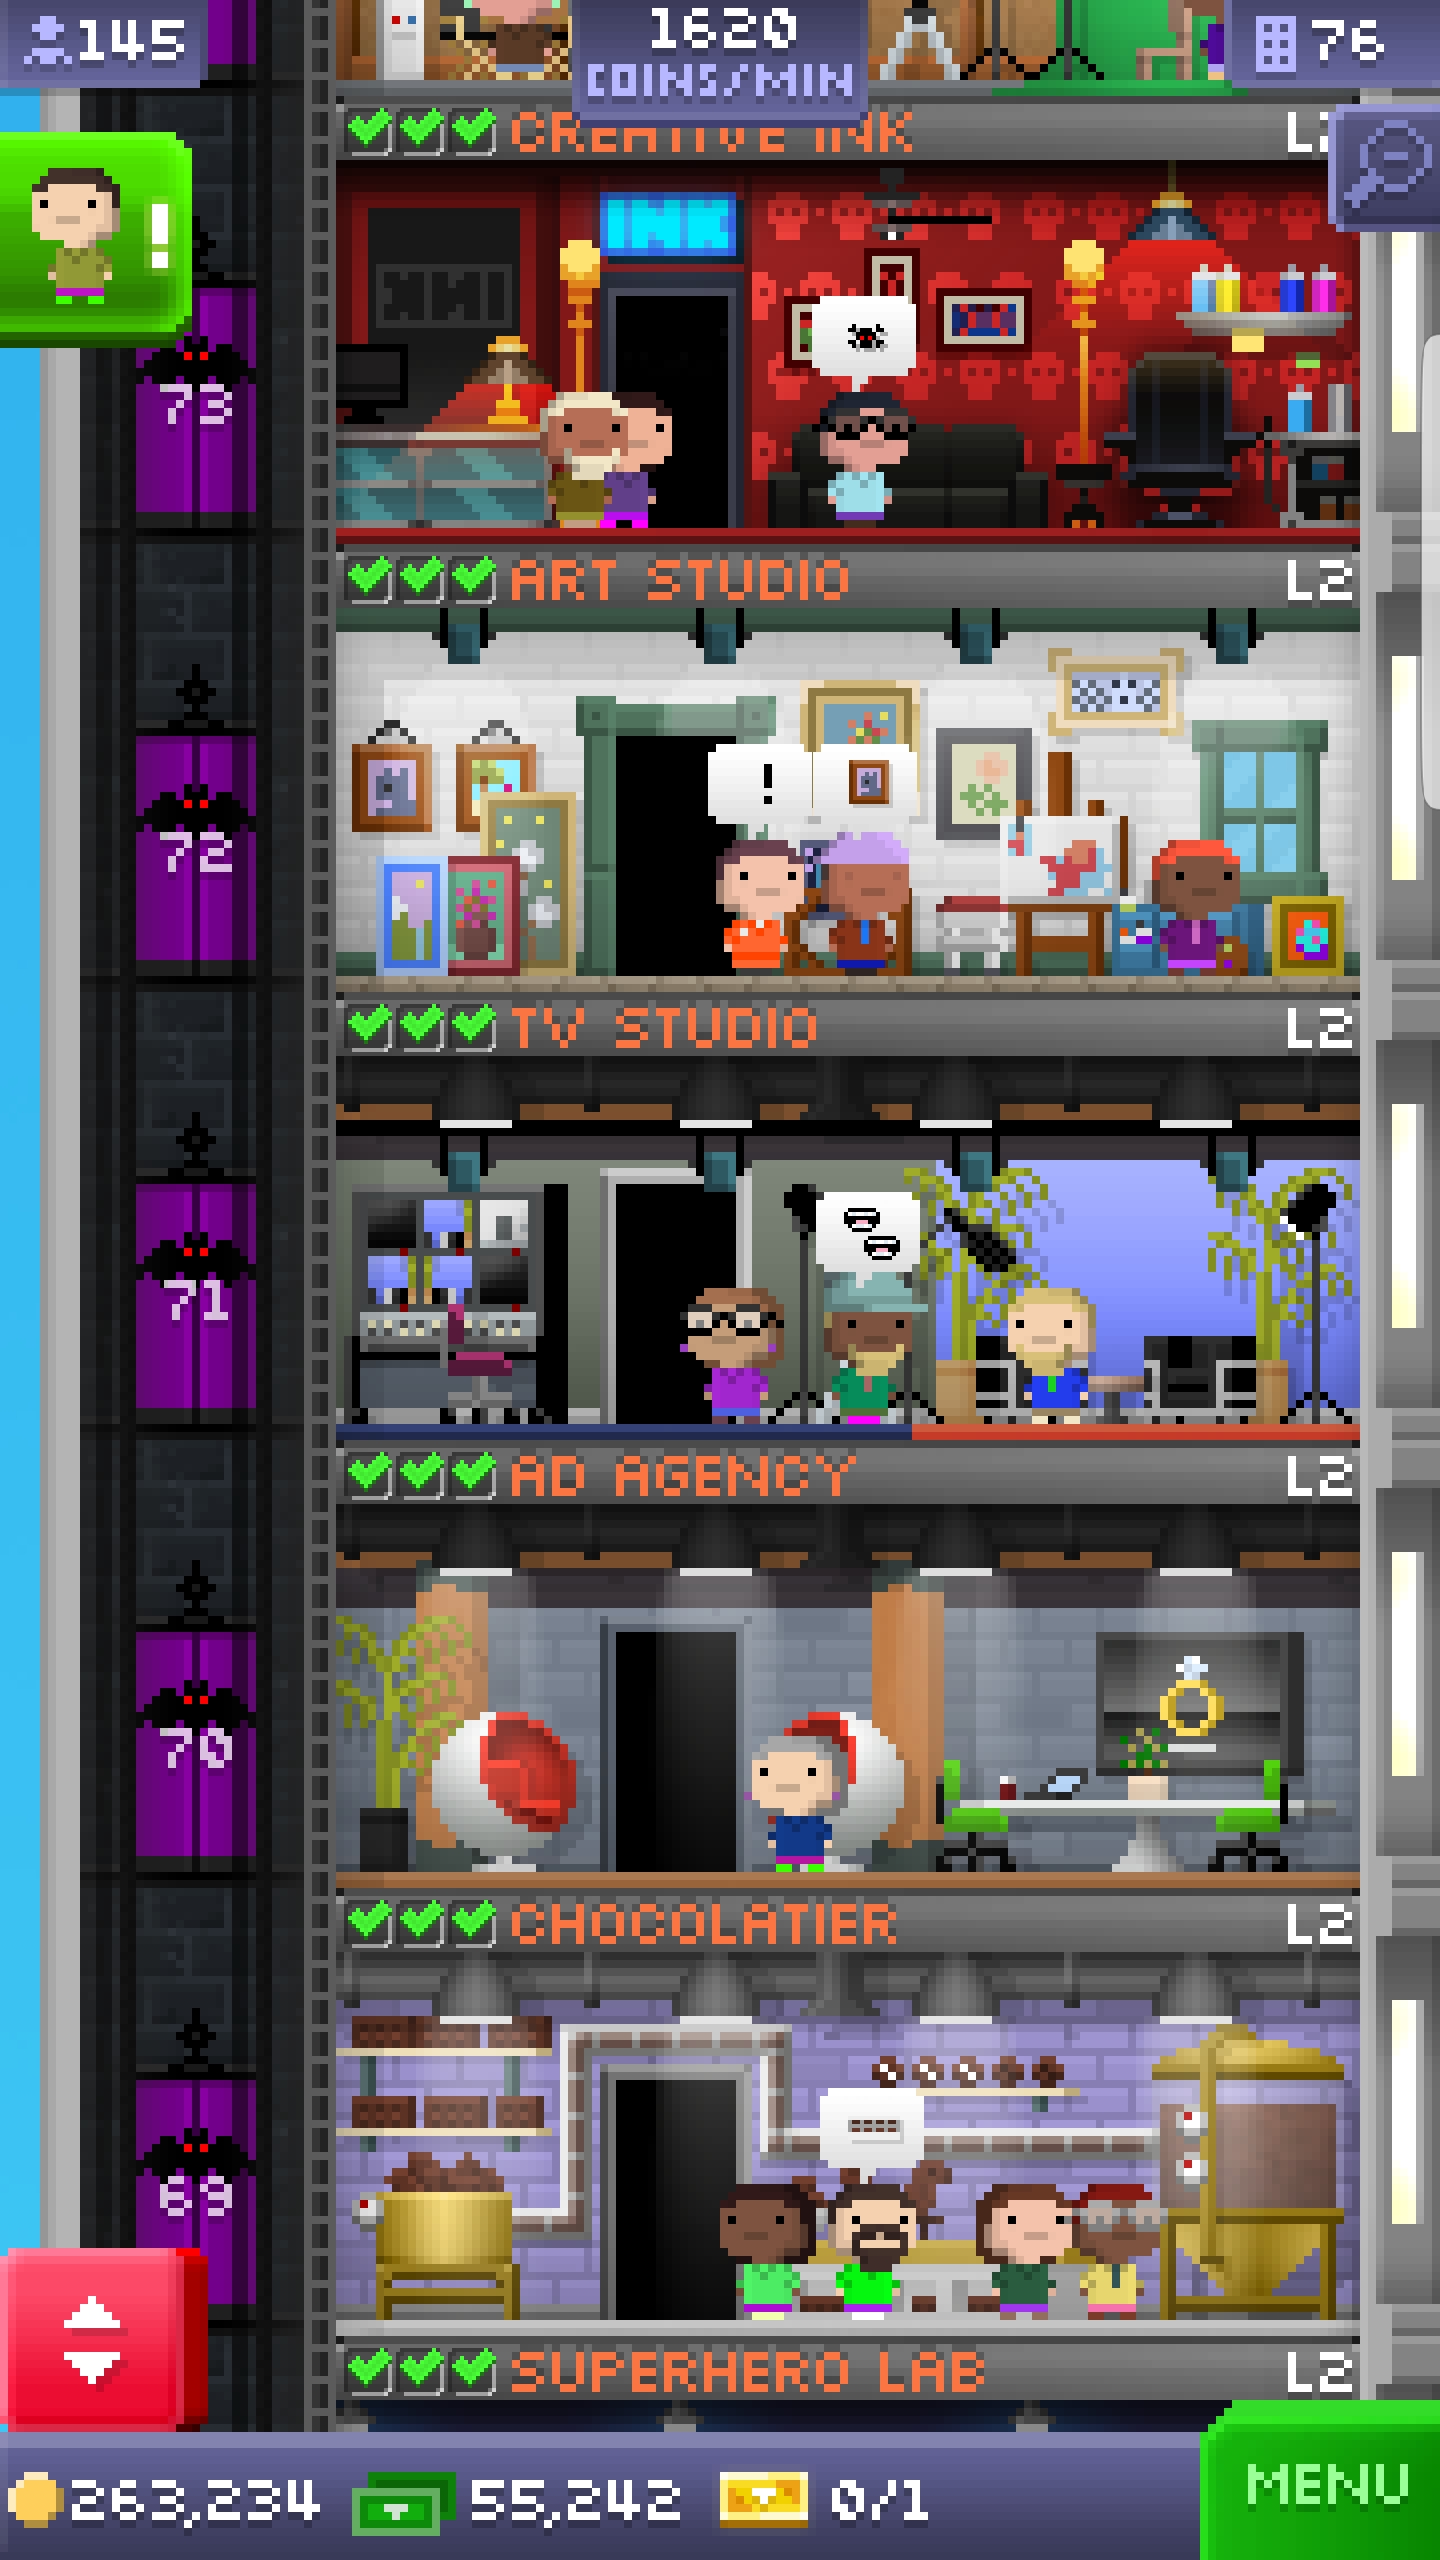 145
1620
COINS/MIN
76
CREATIVE INK
!
INK
73
ART STUDIO L2
!
72
TV STUDIO L2
71
AD AGENCY L2
70
CHOCOLATIER L2
69
SUPERHERO LAB L2
263,234 55,242 0/1
MENU